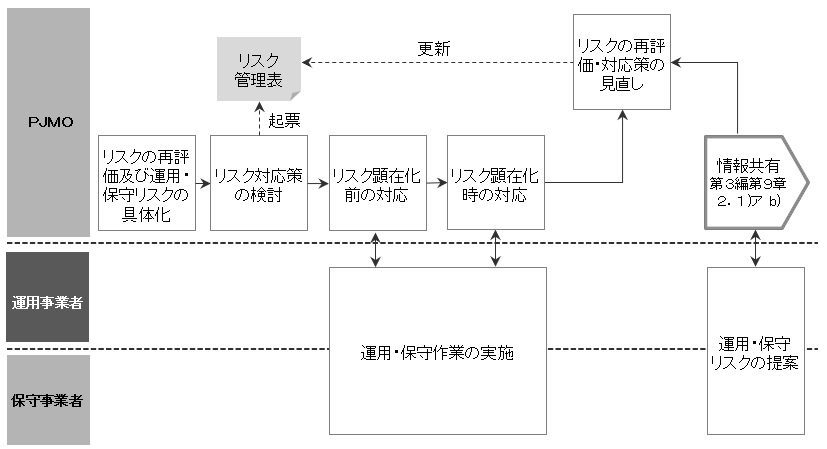 PJMO
リスク
管理表
更新
リスクの再評
価・対応策の
見直し
起票
リスクの再評
価及び運用・
保守リスクの
具体化
リスク対応策
の検討
リスク顕在化
前の対応
リスク顕在化
時の対応
情報共有
第3編第9章
2．1)ア b)
運用事業者
運用・保守作業の実施
運用・保守
リスクの提案
保守事業者